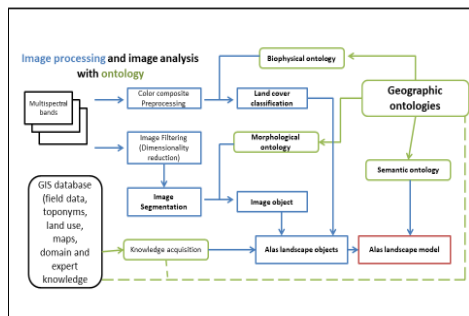 Image processing and image analysis
with ontology
Biophysical ontology
Multispectral
bands
Color composite
Preprocessing
Land cover
classification
Geographic
ontologies
Image Filtering
(Dimensionality
reduction)
Morphological
ontology
Semantic ontology
GIS database
(field data,
toponyms,
land use,
maps,
domain and
expert
knowledge
Image
Segmentation
Image object
Knowledge acquisition
Alas landscape objects
Alas landscape model